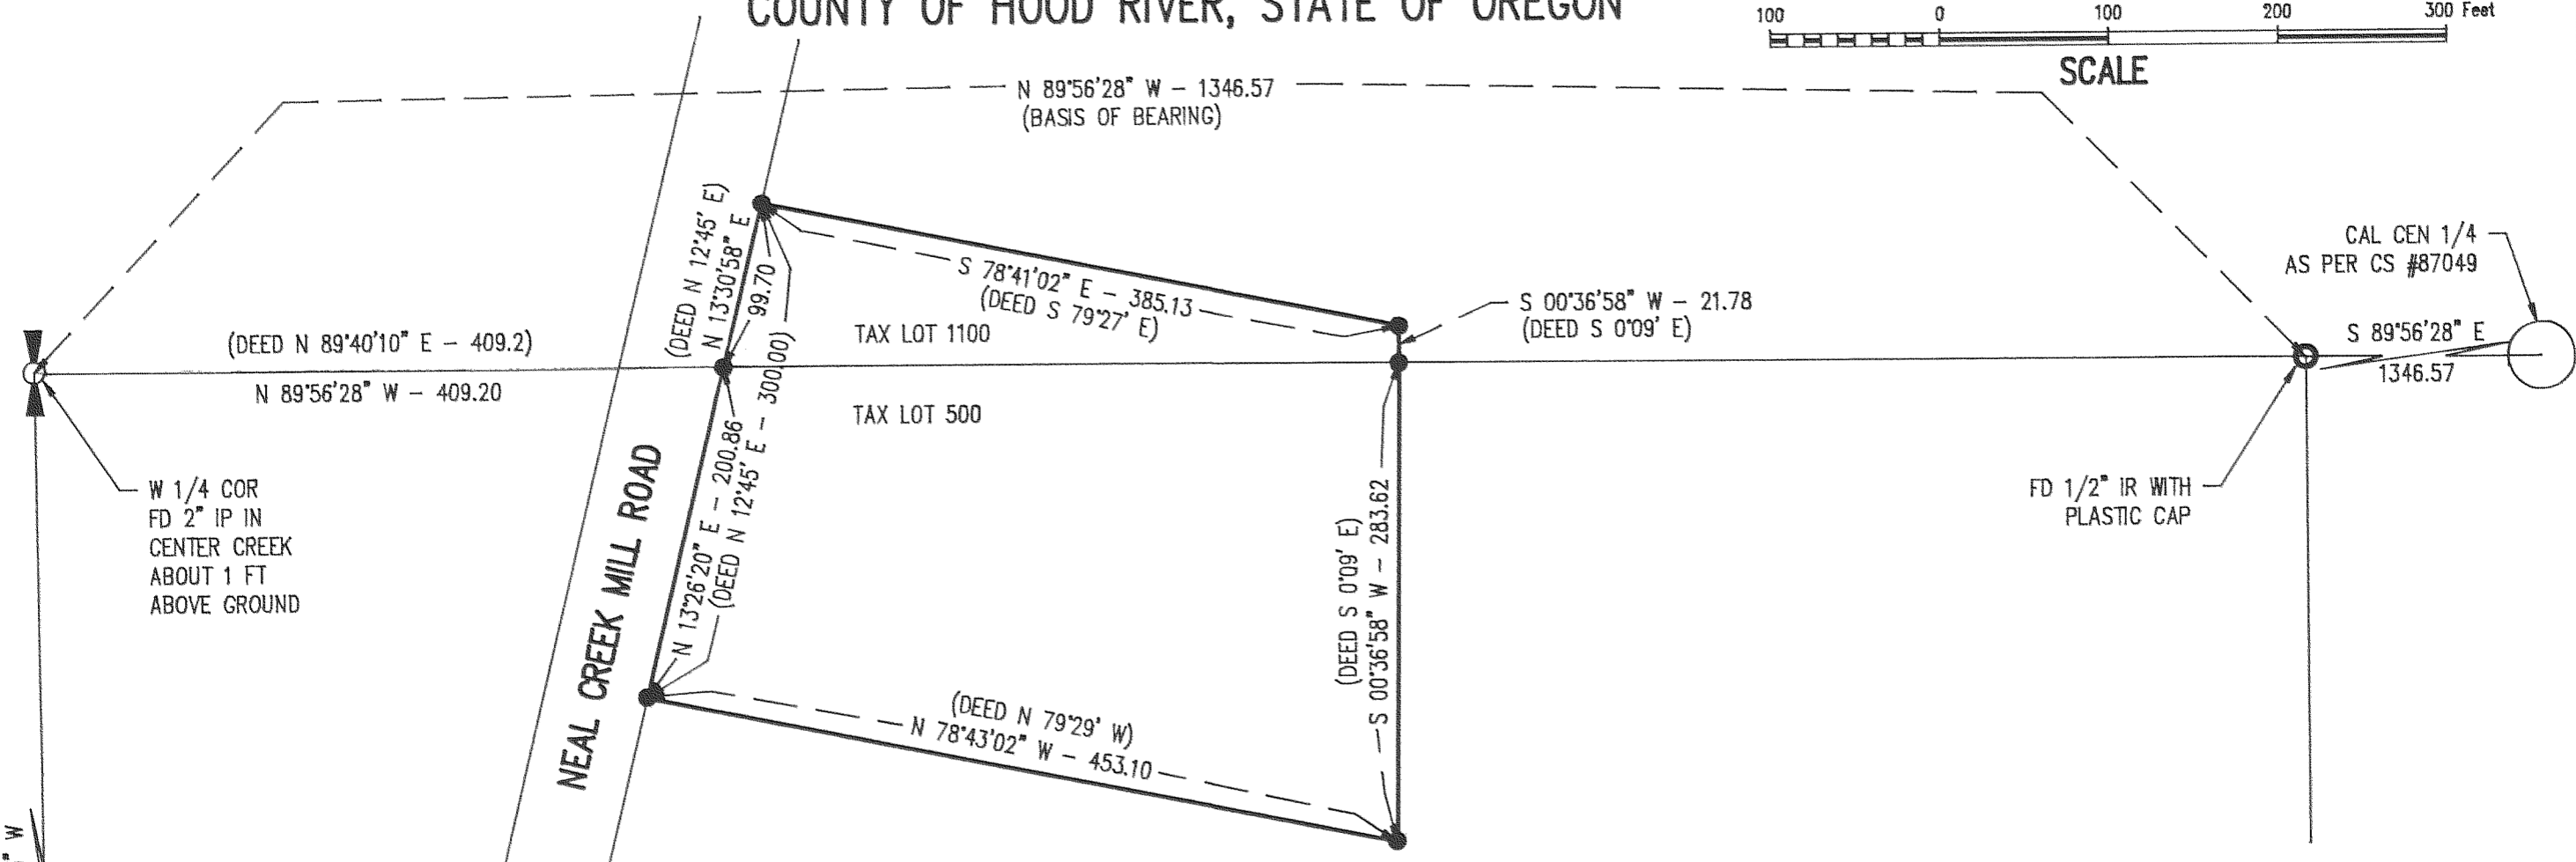 COUNTY OF HOOD RIVER, STATE OF OREGON
100 0 100 200 300 Feet
SCALE
N 89°56'28" W - 1346.57
(BASIS OF BEARING)
CAL CEN 1/4
AS PER CS #87049
(DEED N 12°45' E)
N 13°30'58" E
99.70
S 78°41'02" E - 385.13
(DEED S 79°27' E)
S 00°36'58" W - 21.78
(DEED S 0°09' E)
(DEED N 89°40'10" E - 409.2)
N 89°56'28" W - 409.20
TAX LOT 1100
TAX LOT 500
S 89°56'28" E
1346.57
W 1/4 COR
FD 2" IP IN
CENTER CREEK
ABOUT 1 FT
ABOVE GROUND
NEAL CREEK MILL ROAD
N 13°26'20" E - 200.86
(DEED N 12°45' E - 300.00)
(DEED S 0°09' E)
S 00°36'58" W - 283.62
FD 1/2" IR WITH
PLASTIC CAP
(DEED N 79°29' W)
N 78°43'02" W - 453.10
" W